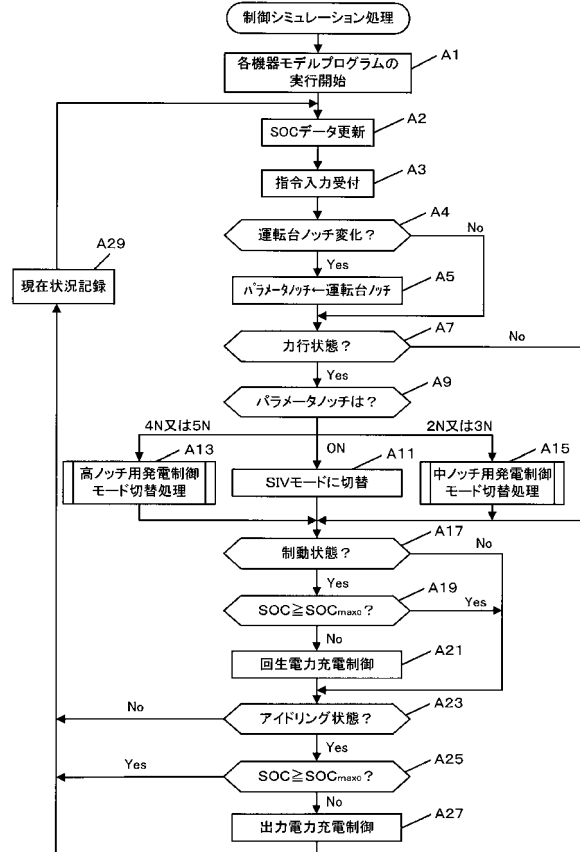 制御シミュレーション処理
各機器モデルプログラムの
実行開始
A1
SOCデータ更新
A2
指令入力受付
A3
運転台ノッチ変化?
A4
No
Yes
A29
現在状況記録
パラメータノッチ←運転台ノッチ
A5
力行状態?
A7
No
Yes
パラメータノッチは?
A9
4N又は5N
0N
2N又は3N
A13
高ノッチ用発電制御
モード切替処理
A11
SIVモードに切替
A15
中ノッチ用発電制御
モード切替処理
制動状態?
A17
No
Yes
SOC≧SOCmax0?
A19
Yes
No
回生電力充電制御
A21
アイドリング状態?
A23
No
Yes
SOC≧SOCmax0?
A25
Yes
No
出力電力充電制御
A27